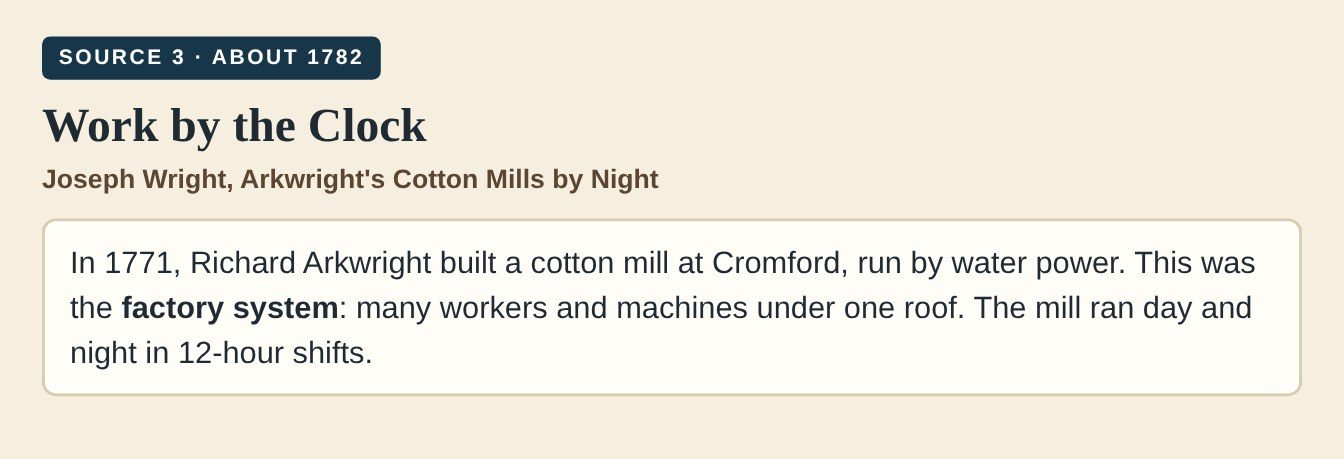 SOURCE 3 · ABOUT 1782
Work by the Clock
Joseph Wright, Arkwright's Cotton Mills by Night
In 1771, Richard Arkwright built a cotton mill at Cromford, run by water power. This was
the factory system: many workers and machines under one roof. The mill ran day and
night in 12-hour shifts.